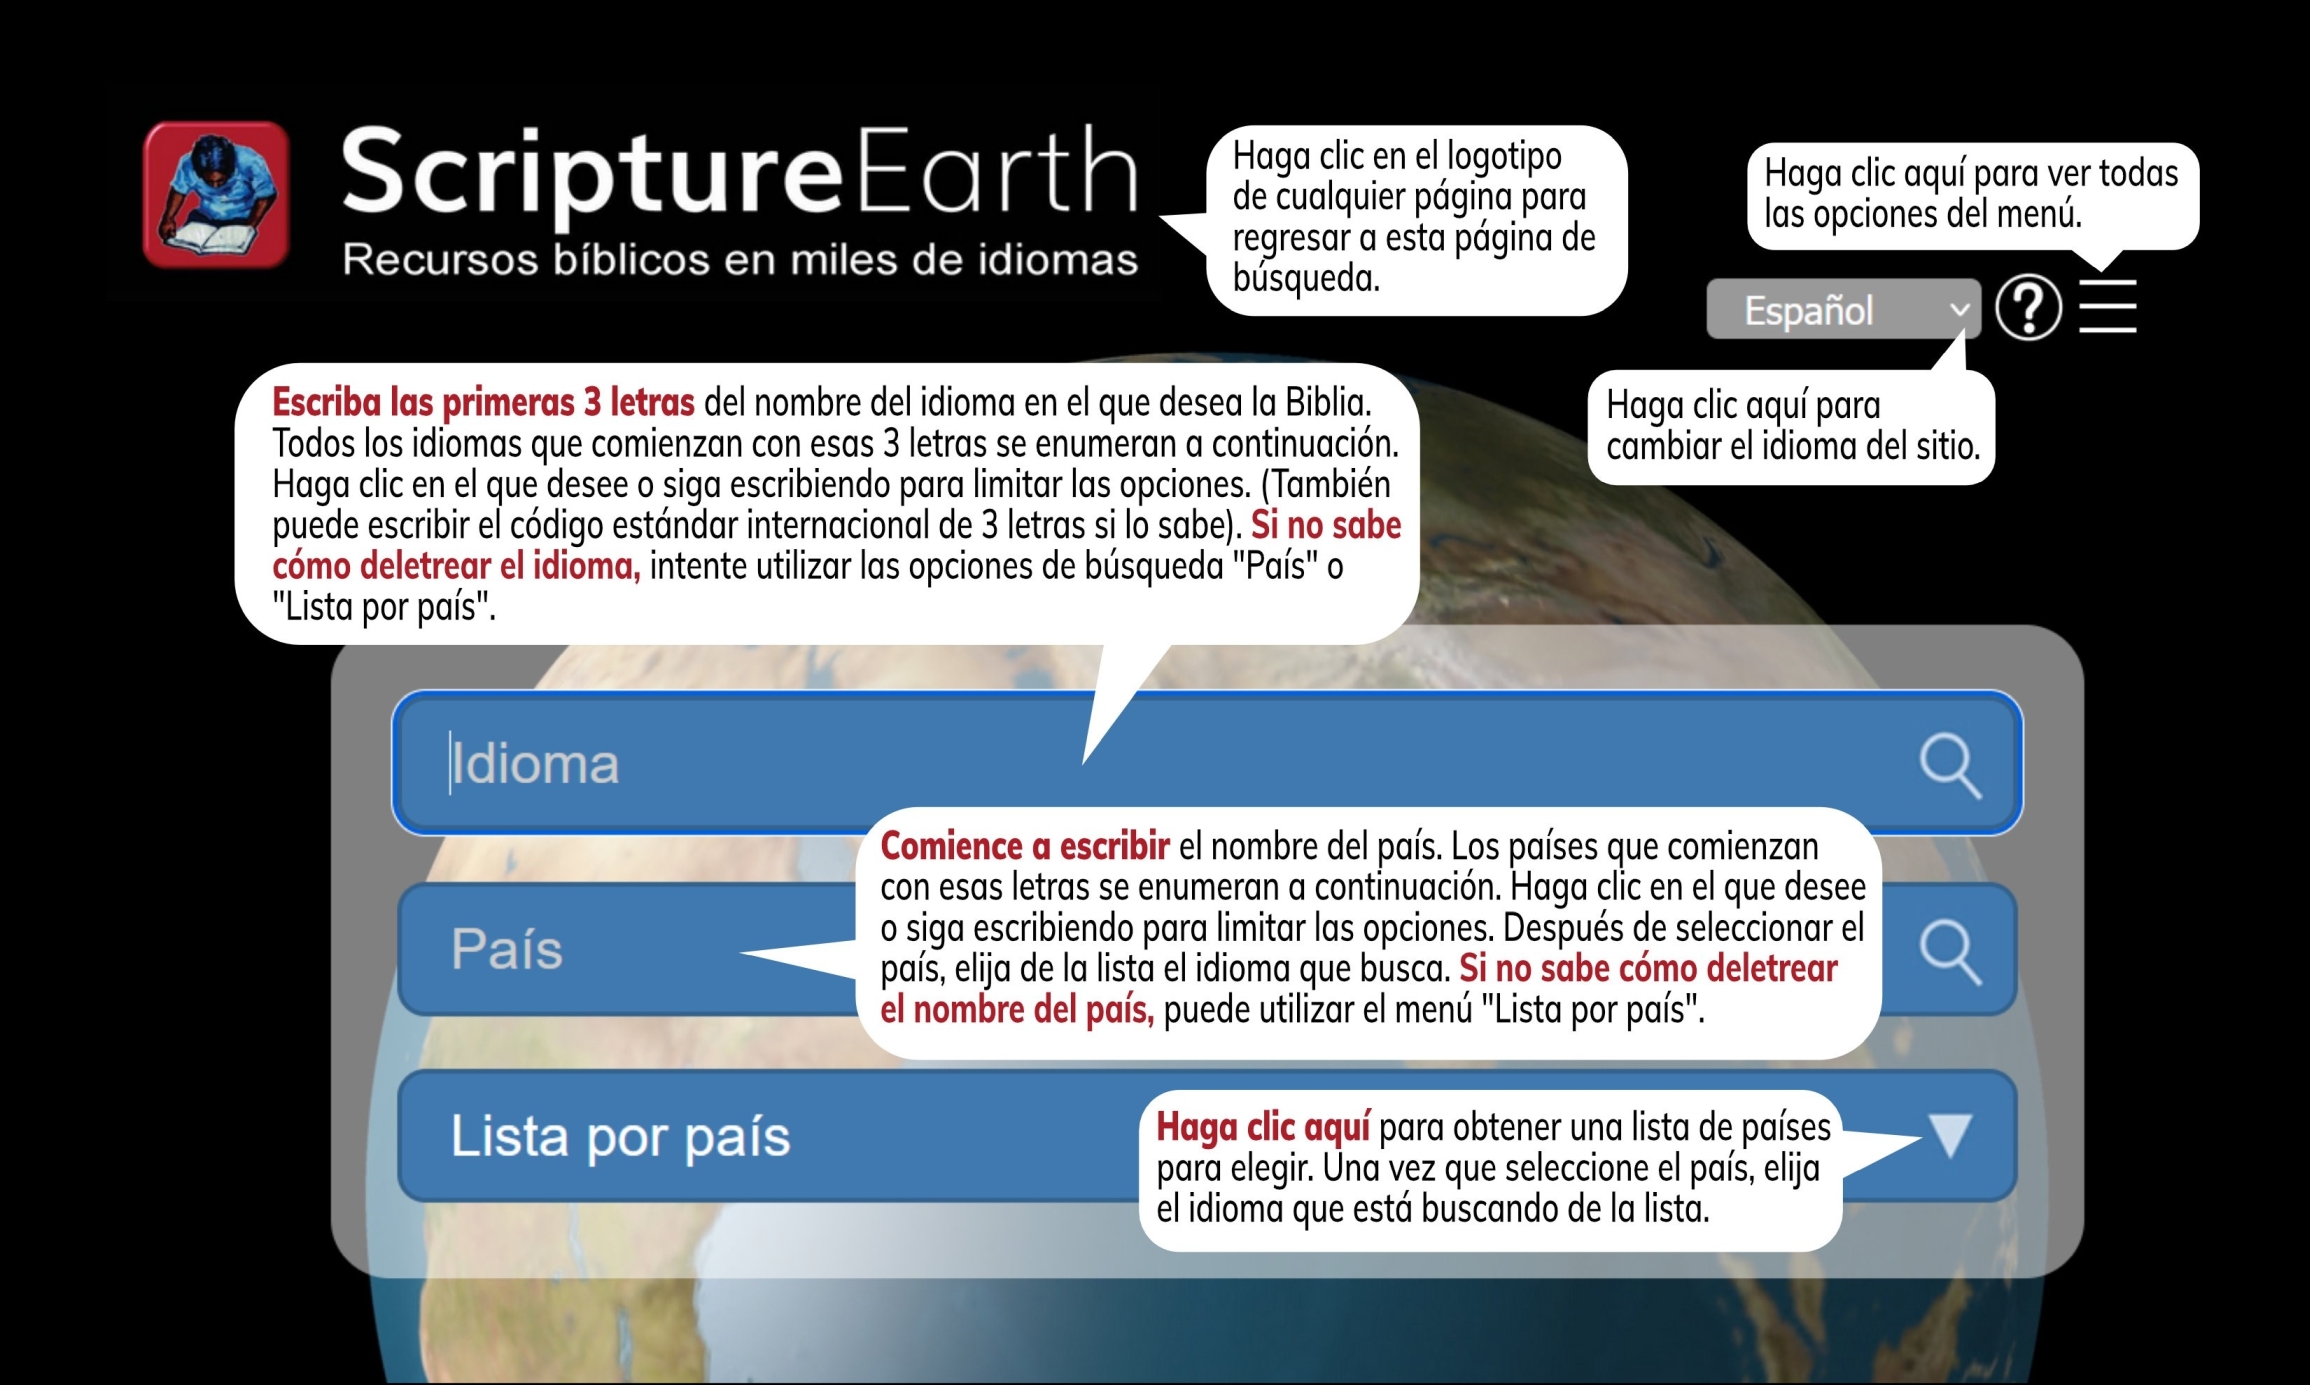 ScriptureEarth
Recursos bíblicos en miles de idiomas
Haga clic en el logotipo
de cualquier página para
regresar a esta página de
búsqueda.
Haga clic aquí para ver todas
las opciones del menú.
Español
?
Haga clic aquí para
cambiar el idioma del sitio.
Escriba las primeras 3 letras del nombre del idioma en el que desea la Biblia.
Todos los idiomas que comienzan con esas 3 letras se enumeran a continuación.
Haga clic en el que desee o siga escribiendo para limitar las opciones. (También
puede escribir el código estándar internacional de 3 letras si lo sabe). Si no sabe
cómo deletrear el idioma, intente utilizar las opciones de búsqueda "País" o
"Lista por país".
Idioma
Comience a escribir el nombre del país. Los países que comienzan
con esas letras se enumeran a continuación. Haga clic en el que desee
o siga escribiendo para limitar las opciones. Después de seleccionar el
país, elija de la lista el idioma que busca. Si no sabe cómo deletrear
el nombre del país, puede utilizar el menú "Lista por país".
País
Lista por país
Haga clic aquí para obtener una lista de países
para elegir. Una vez que seleccione el país, elija
el idioma que está buscando de la lista.